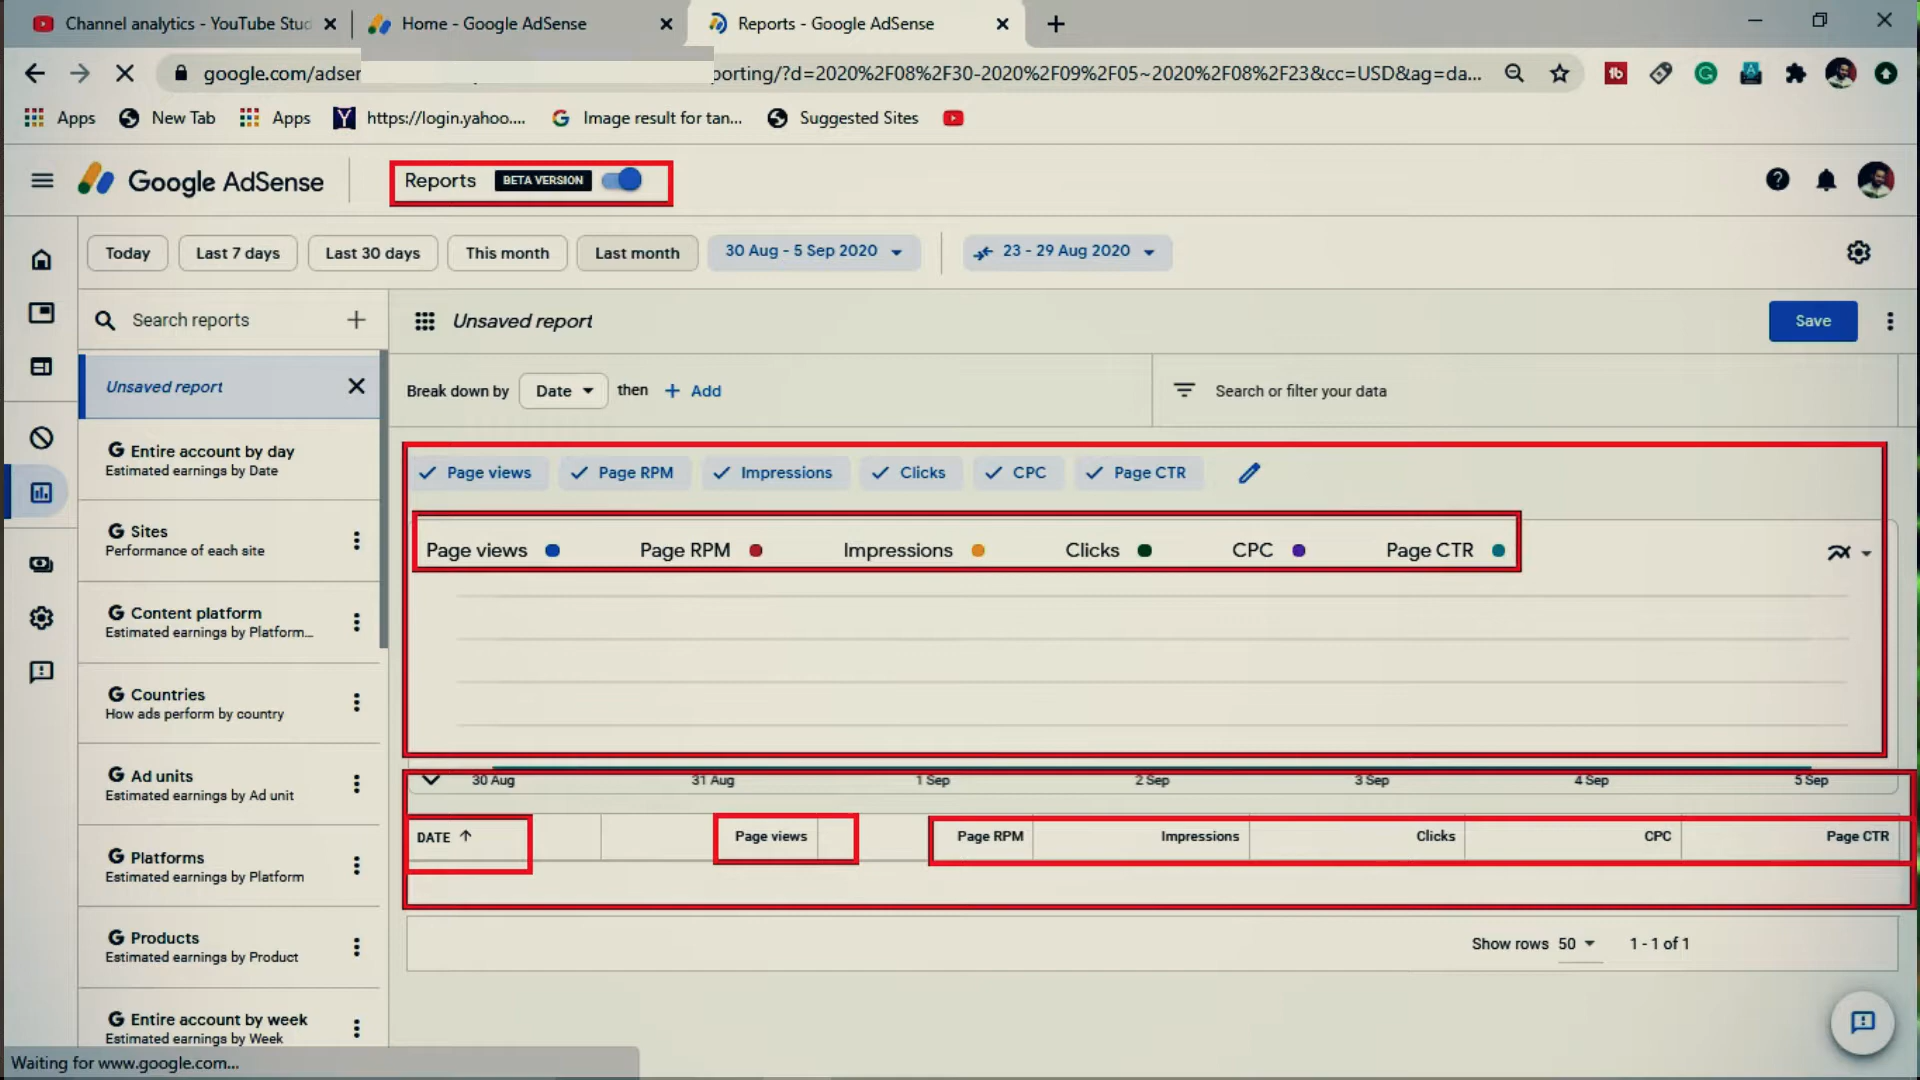 Channel analytics - YouTube Stud
Home - Google AdSense
Reports - Google AdSense
google.com/adser
porting/?d=2020%2F08%2F30-2020%2F09%2F05~2020%2F08%2F23&cc=USD&ag=da...
Apps
New Tab
Apps
https://login.yahoo....
Image result for tan...
Suggested Sites
Google AdSense
Reports
BETA VERSION
Today
Last 7 days
Last 30 days
This month
Last month
30 Aug - 5 Sep 2020
23 - 29 Aug 2020
Search reports
Unsaved report
Save
Unsaved report
Break down by
Date
then
Add
Search or filter your data
Entire account by day
Estimated earnings by Date
Sites
Performance of each site
Content platform
Estimated earnings by Platform...
Countries
How ads perform by country
Ad units
Estimated earnings by Ad unit
Platforms
Estimated earnings by Platform
Products
Estimated earnings by Product
Entire account by week
Estimated earnings by Week
Page views
Page RPM
Impressions
Clicks
CPC
Page CTR
Page views
Page RPM
Impressions
Clicks
CPC
Page CTR
30 Aug
31 Aug
1 Sep
2 Sep
3 Sep
4 Sep
5 Sep
DATE
Page views
Page RPM
Impressions
Clicks
CPC
Page CTR
Show rows
50
1 - 1 of 1
Waiting for www.google.com...